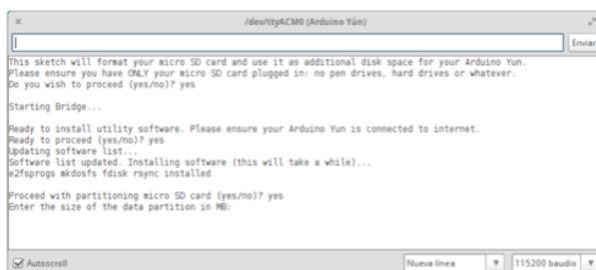 /dev/ttyACM0 (Arduino Yún)
Enviar
This sketch will format your micro SD card and use it as additional disk space for your Arduino Yun.
Please ensure you have ONLY your micro SD card plugged in: no pen drives, hard drives or whatever.
Do you wish to proceed (yes/no)? yes
Starting Bridge...
Ready to install utility software. Please ensure your Arduino Yun is connected to internet.
Ready to proceed (yes/no)? yes
Updating software list...
Software list updated. Installing software (this will take a while)...
e2fsprogs mkdosfs fdisk rsync installed
Proceed with partitioning micro SD card (yes/no)? yes
Enter the size of the data partition in MB:
Autoscroll
Nueva línea
115200 baudio